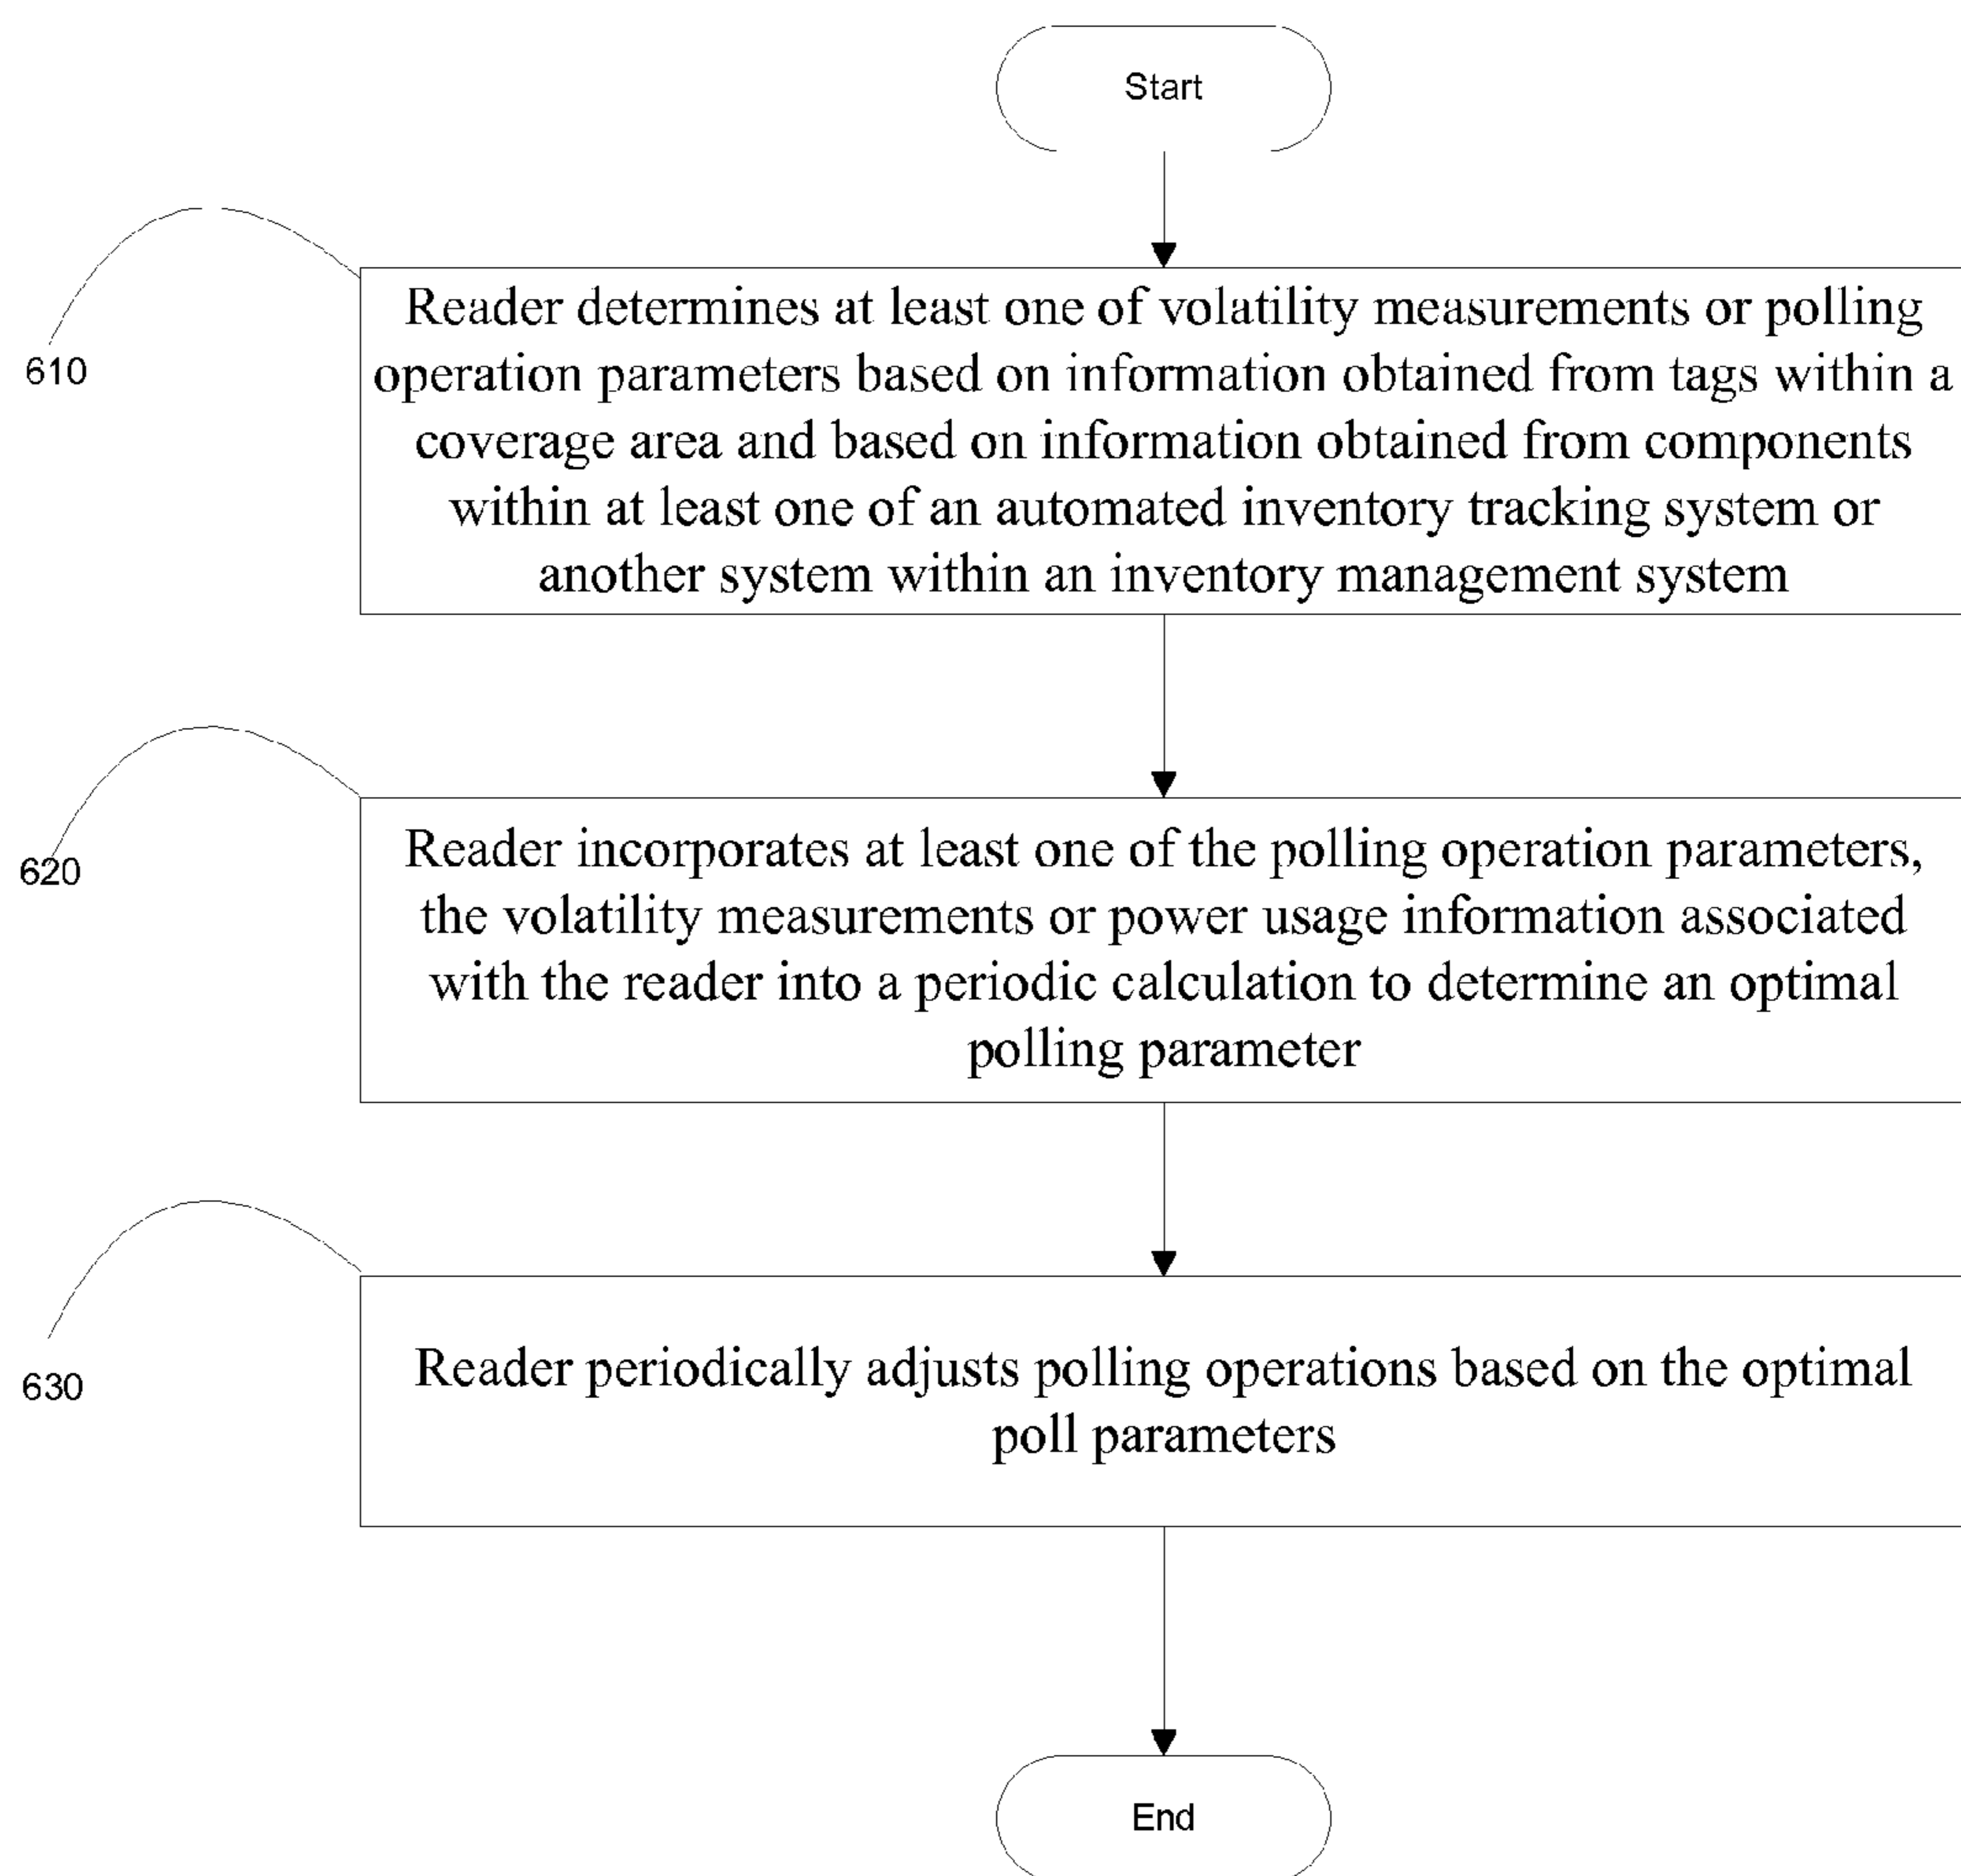 Start
610
Reader determines at least one of volatility measurements or polling
operation parameters based on information obtained from tags within a
coverage area and based on information obtained from components
within at least one of an automated inventory tracking system or
another system within an inventory management system
620
Reader incorporates at least one of the polling operation parameters,
the volatility measurements or power usage information associated
with the reader into a periodic calculation to determine an optimal
polling parameter
630
Reader periodically adjusts polling operations based on the optimal
poll parameters
End